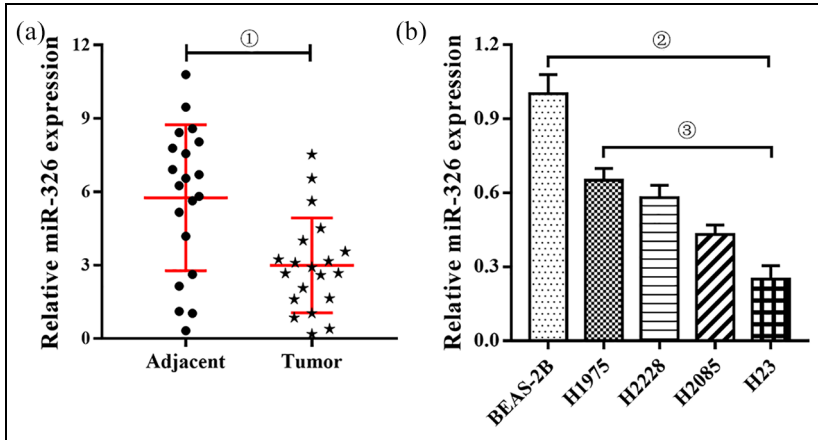 (a)
Relative miR-326 expression
12
9
6
3
0
①
Adjacent
Tumor
(b)
Relative miR-326 expression
1.2
0.9
0.6
0.3
0.0
②
③
BEAS-2B
H1975
H2228
H2085
H23